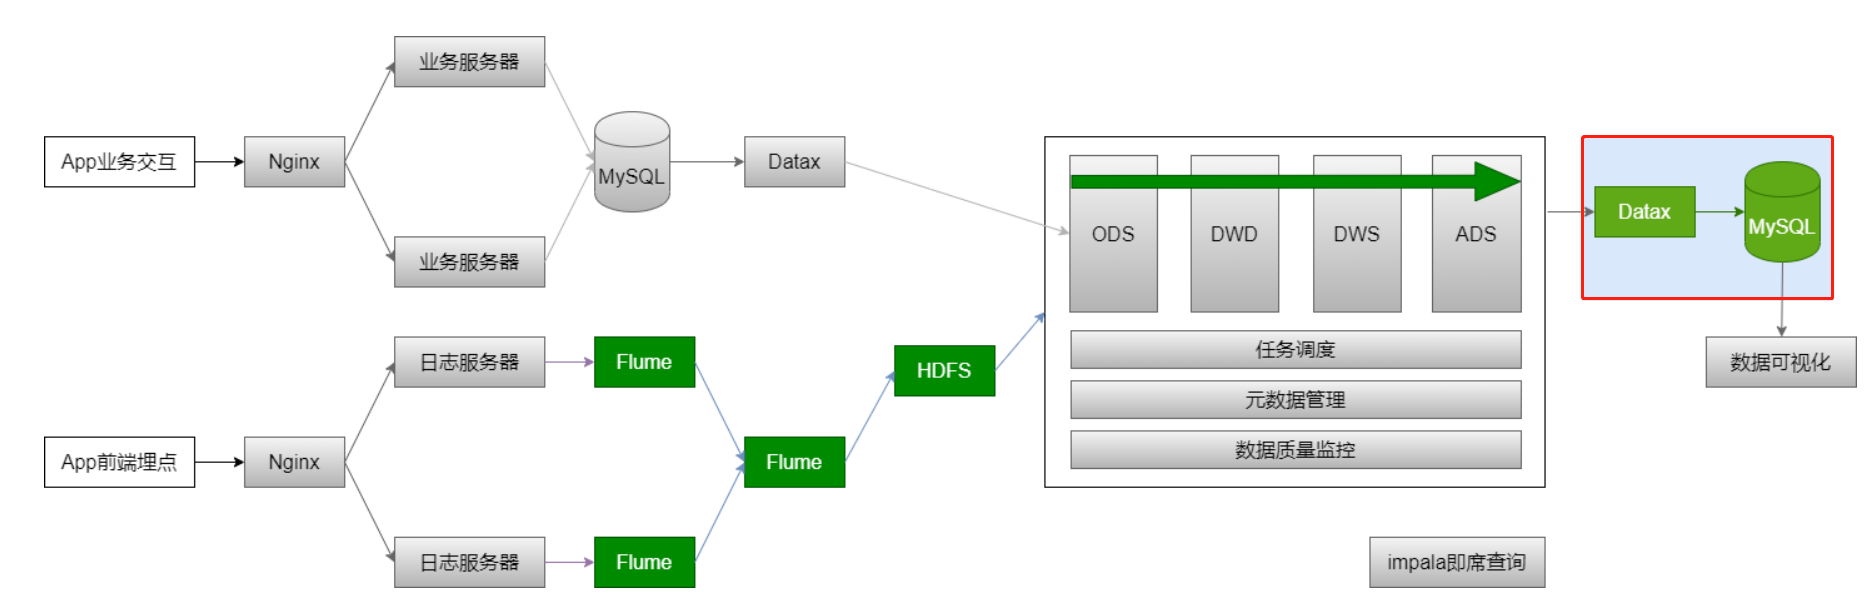 App业务交互
Nginx
业务服务器
业务服务器
MySQL
Datax
App前端埋点
Nginx
日志服务器
日志服务器
Flume
Flume
Flume
HDFS
ODS
DWD
DWS
ADS
任务调度
元数据管理
数据质量监控
Datax
MySQL
数据可视化
impala即席查询